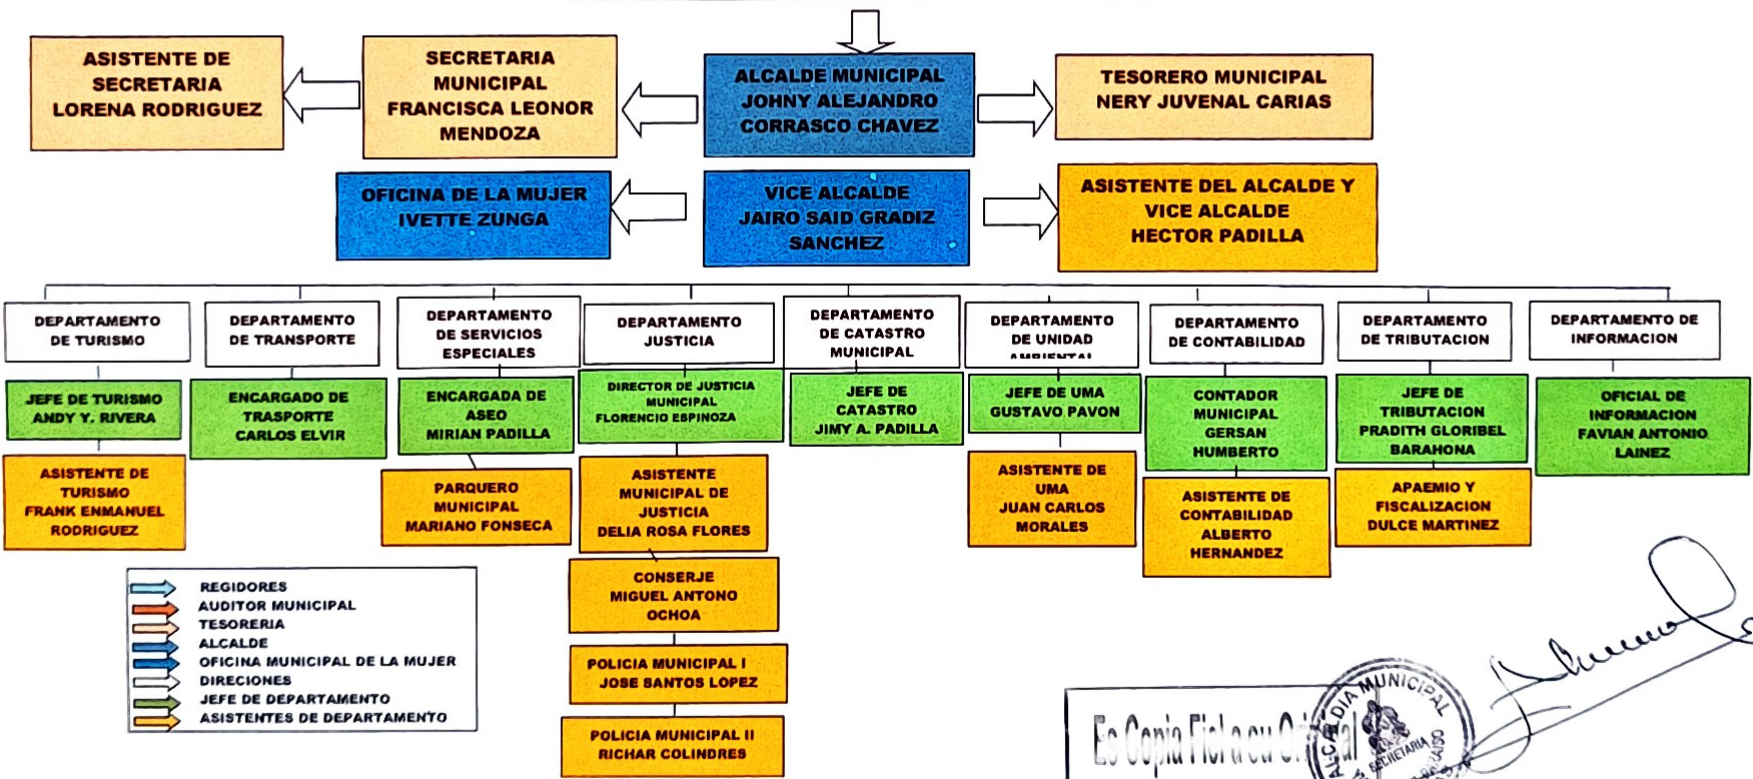 ASISTENTE DE
SECRETARIA
LORENA RODRIGUEZ
SECRETARIA
MUNICIPAL
FRANCISCA LEONOR
MENDOZA
ALCALDE MUNICIPAL
JOHNY ALEJANDRO
CORRASCO CHAVEZ
TESORERO MUNICIPAL
NERY JUVENAL CARIAS
OFICINA DE LA MUJER
IVETTE ZUNGA
VICE ALCALDE
JAIRO SAID GRADIZ
SANCHEZ
ASISTENTE DEL ALCALDE Y
VICE ALCALDE
HECTOR PADILLA
DEPARTAMENTO
DE TURISMO
DEPARTAMENTO
DE TRANSPORTE
DEPARTAMENTO
DE SERVICIOS
ESPECIALES
DEPARTAMENTO
JUSTICIA
DEPARTAMENTO
DE CATASTRO
MUNICIPAL
DEPARTAMENTO
DE UNIDAD
AMBIENTAL
DEPARTAMENTO
DE CONTABILIDAD
DEPARTAMENTO
DE TRIBUTACION
DEPARTAMENTO DE
INFORMACION
JEFE DE TURISMO
ANDY Y. RIVERA
ENCARGADO DE
TRASPORTE
CARLOS ELVIR
ENCARGADA DE
ASEO
MIRIAN PADILLA
DIRECTOR DE JUSTICIA
MUNICIPAL
FLORENCIO ESPINOZA
JEFE DE
CATASTRO
JIMY A. PADILLA
JEFE DE UMA
GUSTAVO PAVON
CONTADOR
MUNICIPAL
GERSAN
HUMBERTO
JEFE DE
TRIBUTACION
PRADITH GLORIBEL
BARAHONA
OFICIAL DE
INFORMACION
FAVIAN ANTONIO
LAINEZ
ASISTENTE DE
TURISMO
FRANK ENMANUEL
RODRIGUEZ
PARQUERO
MUNICIPAL
MARIANO FONSECA
ASISTENTE
MUNICIPAL DE
JUSTICIA
DELIA ROSA FLORES
ASISTENTE DE
UMA
JUAN CARLOS
MORALES
ASISTENTE DE
CONTABILIDAD
ALBERTO
HERNANDEZ
APAEMIO Y
FISCALIZACION
DULCE MARTINEZ
CONSERJE
MIGUEL ANTONO
OCHOA
POLICIA MUNICIPAL I
JOSE SANTOS LOPEZ
POLICIA MUNICIPAL II
RICHAR COLINDRES
REGIDORES
AUDITOR MUNICIPAL
TESORERIA
ALCALDE
OFICINA MUNICIPAL DE LA MUJER
DIRECIONES
JEFE DE DEPARTAMENTO
ASISTENTES DE DEPARTAMENTO
Es Copia Fiel a su
ALCALDIA MUNICIPAL
SECRETARIA